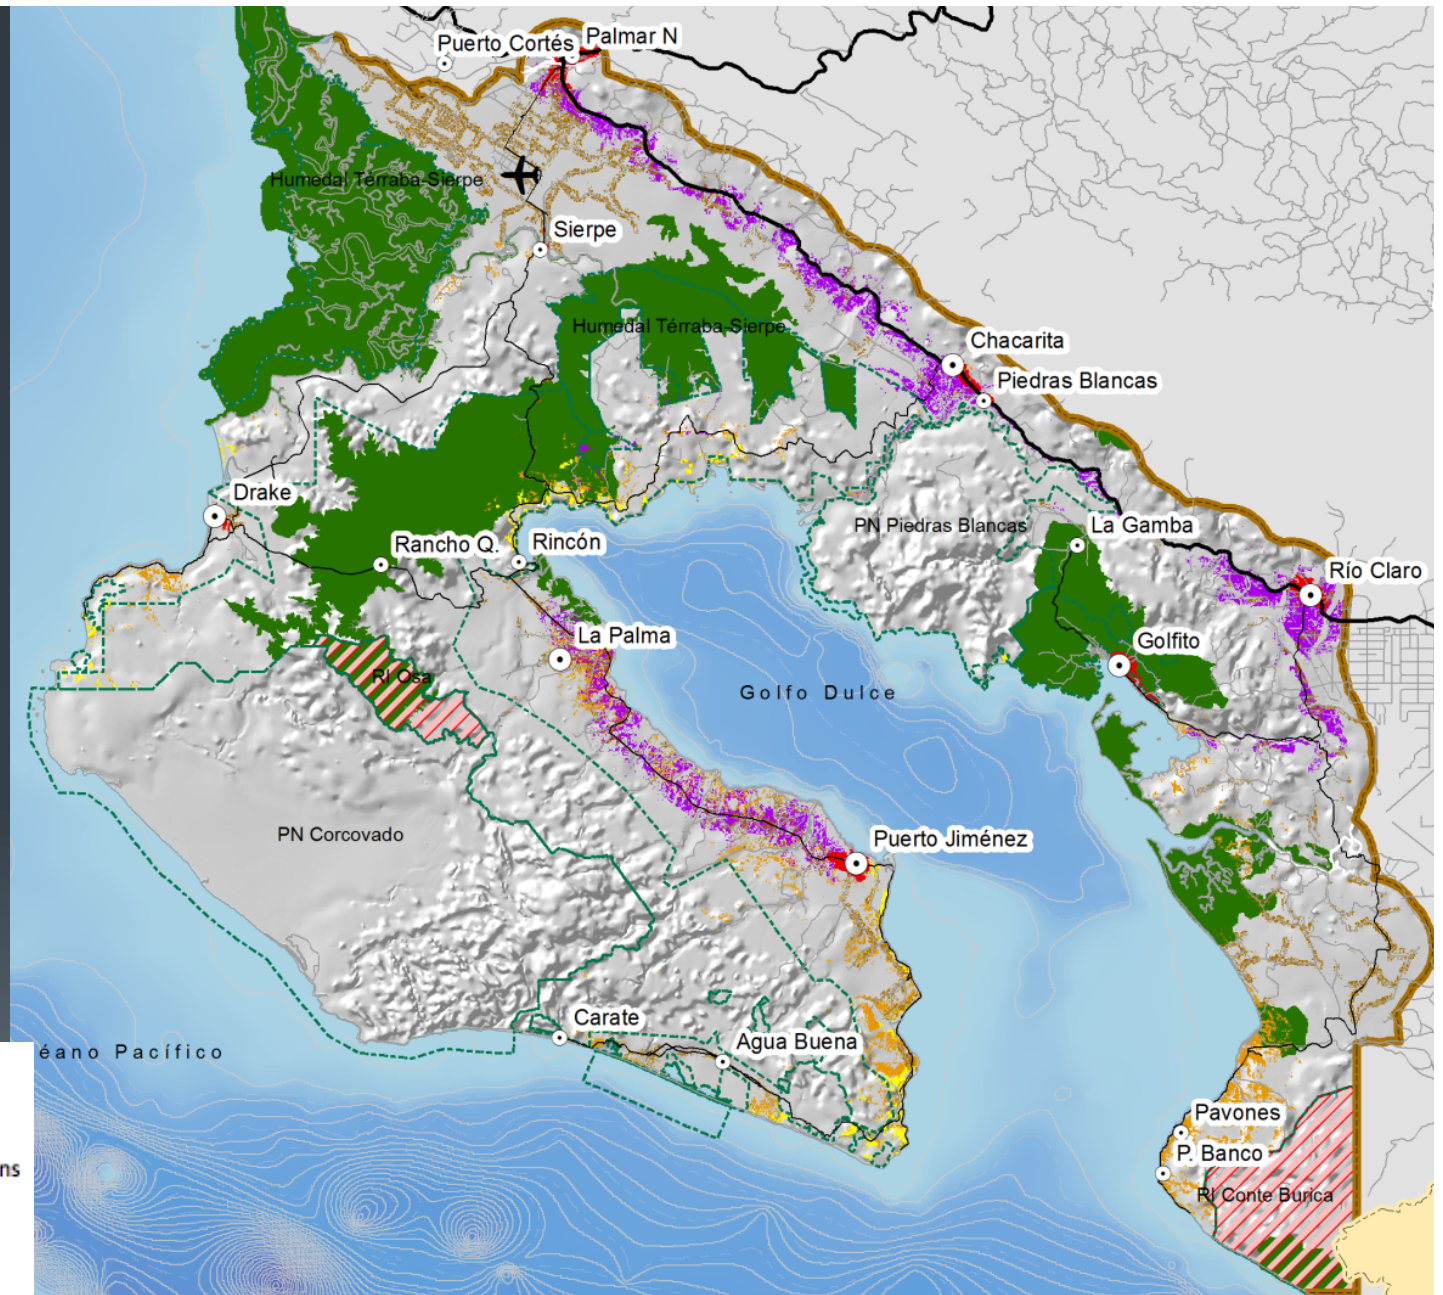 Puerto Cortés
Palmar N
Humedal Térraba-Sierpe
Sierpe
Humedal Térraba-Sierpe
Chacarita
Piedras Blancas
Drake
Rancho Q.
Rincón
PN Piedras Blancas
La Gamba
Río Claro
La Palma
Golfito
RI Osa
Golfo Dulce
PN Corcovado
Puerto Jiménez
Carate
Agua Buena
éano Pacífico
Pavones
P. Banco
ns
RI Conte Burica